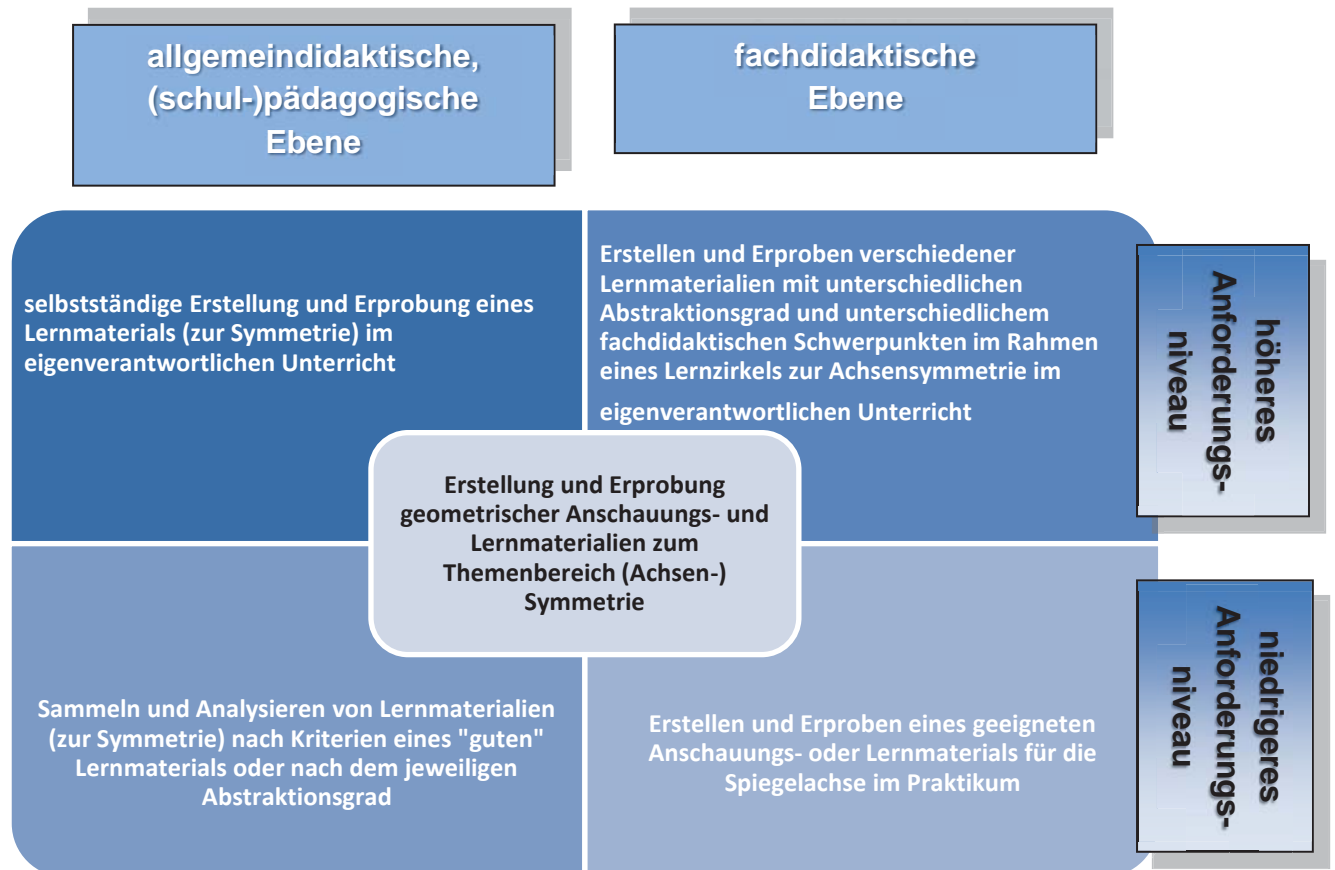 allgemeindidaktische,
(schul-)pädagogische
Ebene
fachdidaktische
Ebene
selbstständige Erstellung und Erprobung eines
Lernmaterials (zur Symmetrie) im
eigenverantwortlichen Unterricht
Erstellen und Erproben verschiedener
Lernmaterialien mit unterschiedlichen
Abstraktionsgrad und unterschiedlichem
fachdidaktischen Schwerpunkten im Rahmen
eines Lernzirkels zur Achsensymmetrie im
eigenverantwortlichen Unterricht
höheres
Anforderungs-
niveau
Erstellung und Erprobung
geometrischer Anschauungs- und
Lernmaterialien zum
Themenbereich (Achsen-)
Symmetrie
Sammeln und Analysieren von Lernmaterialien
(zur Symmetrie) nach Kriterien eines "guten"
Lernmaterials oder nach dem jeweiligen
Abstraktionsgrad
Erstellen und Erproben eines geeigneten
Anschauungs- oder Lernmaterials für die
Spiegelachse im Praktikum
niedrigeres
Anforderungs-
niveau